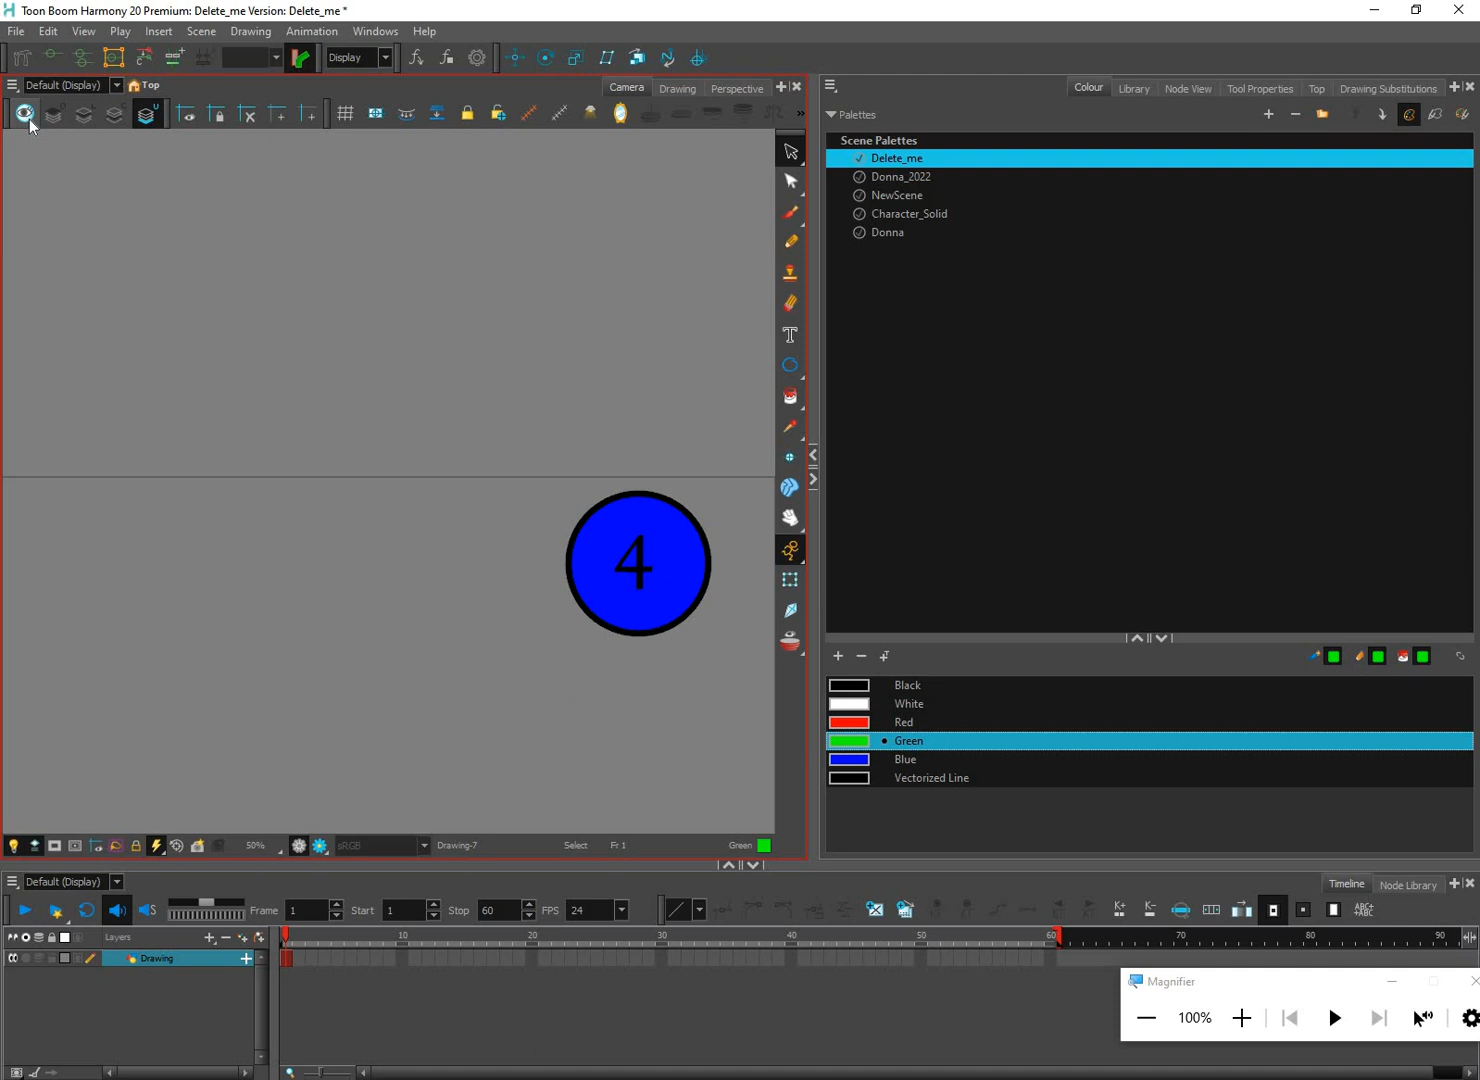 Toon Boom Harmony 20 Premium: Delete_me Version: Delete_me *
File Edit View Play Insert Scene Drawing Animation Windows Help
Display
Default (Display) Top Camera Drawing Perspective
Colour Library Node View Tool Properties Top Drawing Substitutions
Palettes
Scene Palettes
Delete_me
Donna_2022
NewScene
Character_Solid
Donna
4
Black
White
Red
Green
Blue
Vectorized Line
50% sRGB Drawing-7 Select Fr 1 Green
Default (Display) Timeline Node Library
Frame 1 Start 1 Stop 60 FPS 24 K+ K- ABC+ ABC-
Layers 10 20 30 40 50 60 70 80 90
Drawing
Magnifier
100%